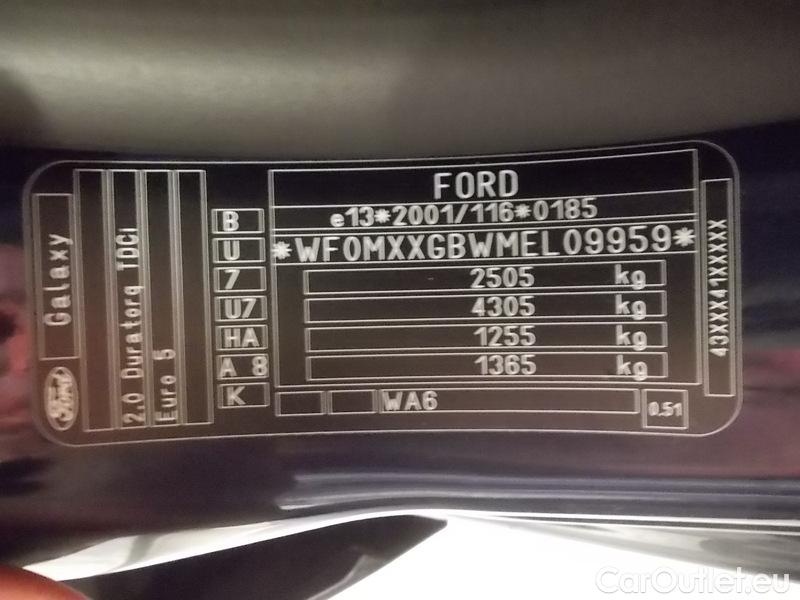 FORD
e13*2001/116*0185
*WF0MXXGBWMEL09959*
2505 kg
4305 kg
1255 kg
1365 kg
WA6
0.51
B
U
7
U7
HA
A 8
K
Galaxy
Ford
2,0 Duratorq TDCi
Euro 5
43XXX41XXXXX
CarOutlet.eu